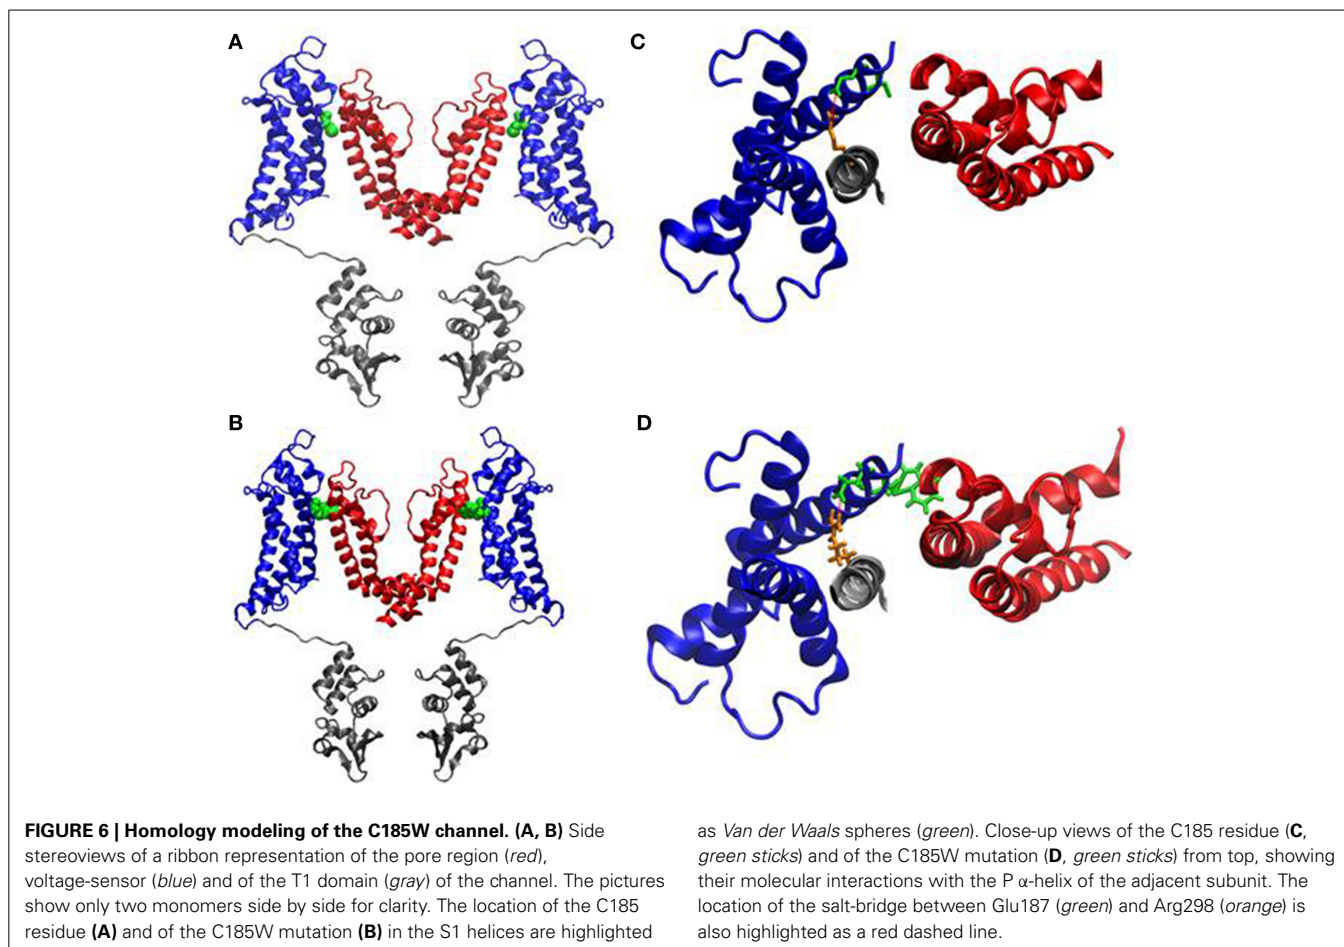 A
C
B
D
FIGURE 6 | Homology modeling of the C185W channel. (A, B) Side
stereoviews of a ribbon representation of the pore region (red),
voltage-sensor (blue) and of the T1 domain (gray) of the channel. The pictures
show only two monomers side by side for clarity. The location of the C185
residue (A) and of the C185W mutation (B) in the S1 helices are highlighted
as Van der Waals spheres (green). Close-up views of the C185 residue (C,
green sticks) and of the C185W mutation (D, green sticks) from top, showing
their molecular interactions with the P α-helix of the adjacent subunit. The
location of the salt-bridge between Glu187 (green) and Arg298 (orange) is
also highlighted as a red dashed line.